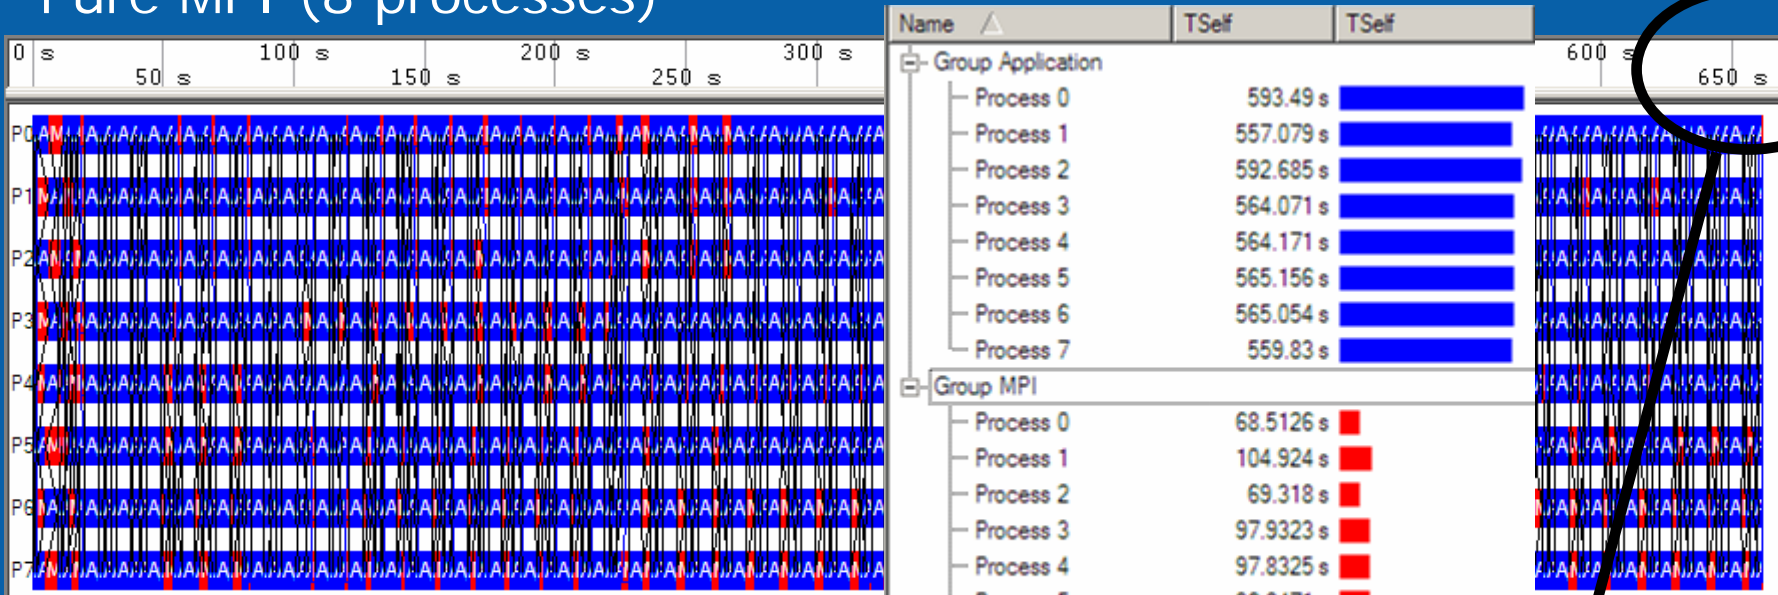 Pure MPI (8 processes)
0 s 100 s 200 s 300 s
50 s 150 s 250 s
Name TSelf TSelf
600 s
650 s
Group Application
Process 0 593.49 s
Process 1 557.079 s
Process 2 592.685 s
Process 3 564.071 s
Process 4 564.171 s
Process 5 565.156 s
Process 6 565.054 s
Process 7 559.83 s
Group MPI
Process 0 68.5126 s
Process 1 104.924 s
Process 2 69.318 s
Process 3 97.9323 s
Process 4 97.8325 s
P0
P1
P2
P3
P4
P5
P6
P7